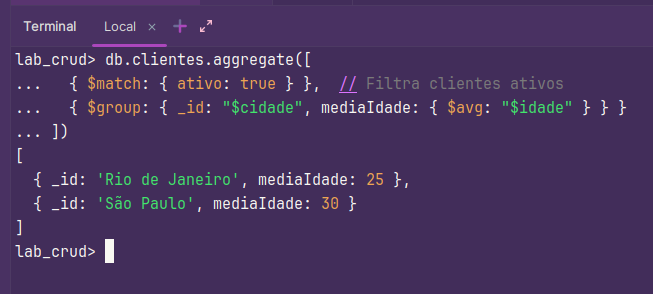 Terminal Local × +
lab_crud> db.clientes.aggregate([
...   { $match: { ativo: true } },  // Filtra clientes ativos
...   { $group: { _id: "$cidade", mediaIdade: { $avg: "$idade" } } }
... ])
[
  { _id: 'Rio de Janeiro', mediaIdade: 25 },
  { _id: 'São Paulo', mediaIdade: 30 }
]
lab_crud>